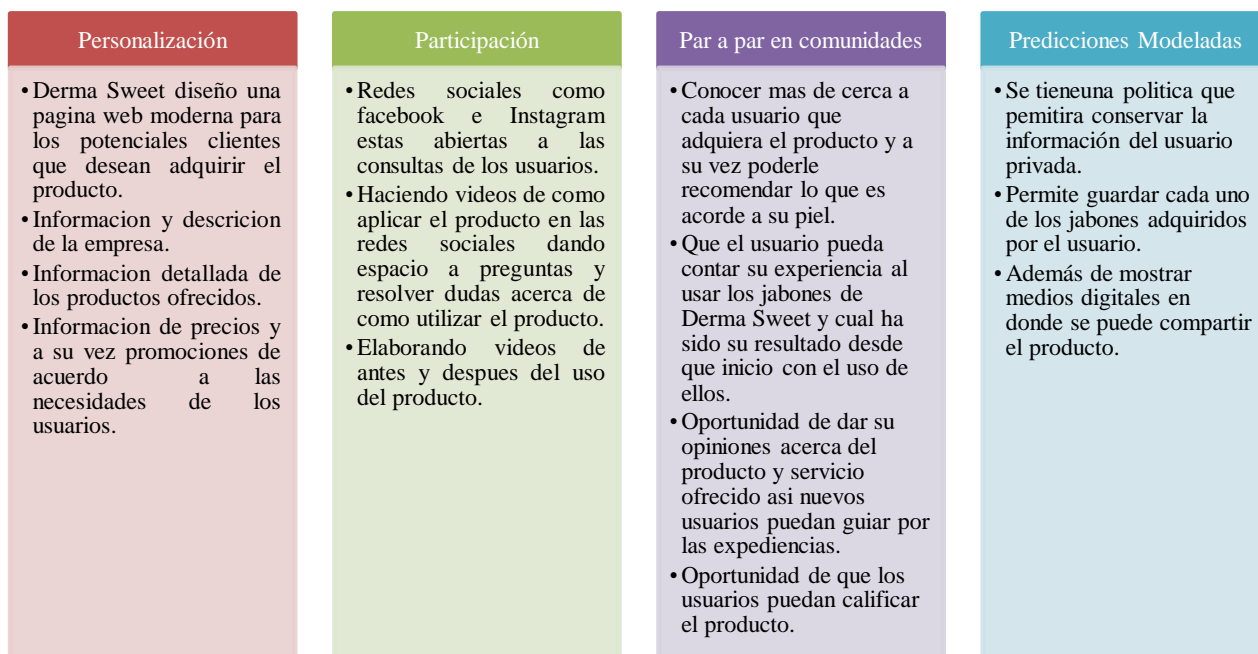 Personalización
• Derma Sweet diseño una
pagina web moderna para
los potenciales clientes
que desean adquirir el
producto.
• Informacion y descricion
de la empresa.
• Informacion detallada de
los productos ofrecidos.
• Informacion de precios y
a su vez promociones de
acuerdo a las
necesidades de los
usuarios.
Participación
• Redes sociales como
facebook e Instagram
estas abiertas a las
consultas de los usuarios.
• Haciendo videos de como
aplicar el producto en las
redes sociales dando
espacio a preguntas y
resolver dudas acerca de
como utilizar el producto.
• Elaborando videos de
antes y despues del uso
del producto.
Par a par en comunidades
• Conocer mas de cerca a
cada usuario que
adquiera el producto y a
su vez poderle
recomendar lo que es
acorde a su piel.
• Que el usuario pueda
contar su experiencia al
usar los jabones de
Derma Sweet y cual ha
sido su resultado desde
que inicio con el uso de
ellos.
• Oportunidad de dar su
opiniones acerca del
producto y servicio
ofrecido asi nuevos
usuarios puedan guiar por
las expediencias.
• Oportunidad de que los
usuarios puedan calificar
el producto.
Predicciones Modeladas
• Se tieneuna politica que
pemitira conservar la
información del usuario
privada.
• Permite guardar cada uno
de los jabones adquiridos
por el usuario.
• Además de mostrar
medios digitales en
donde se puede compartir
el producto.